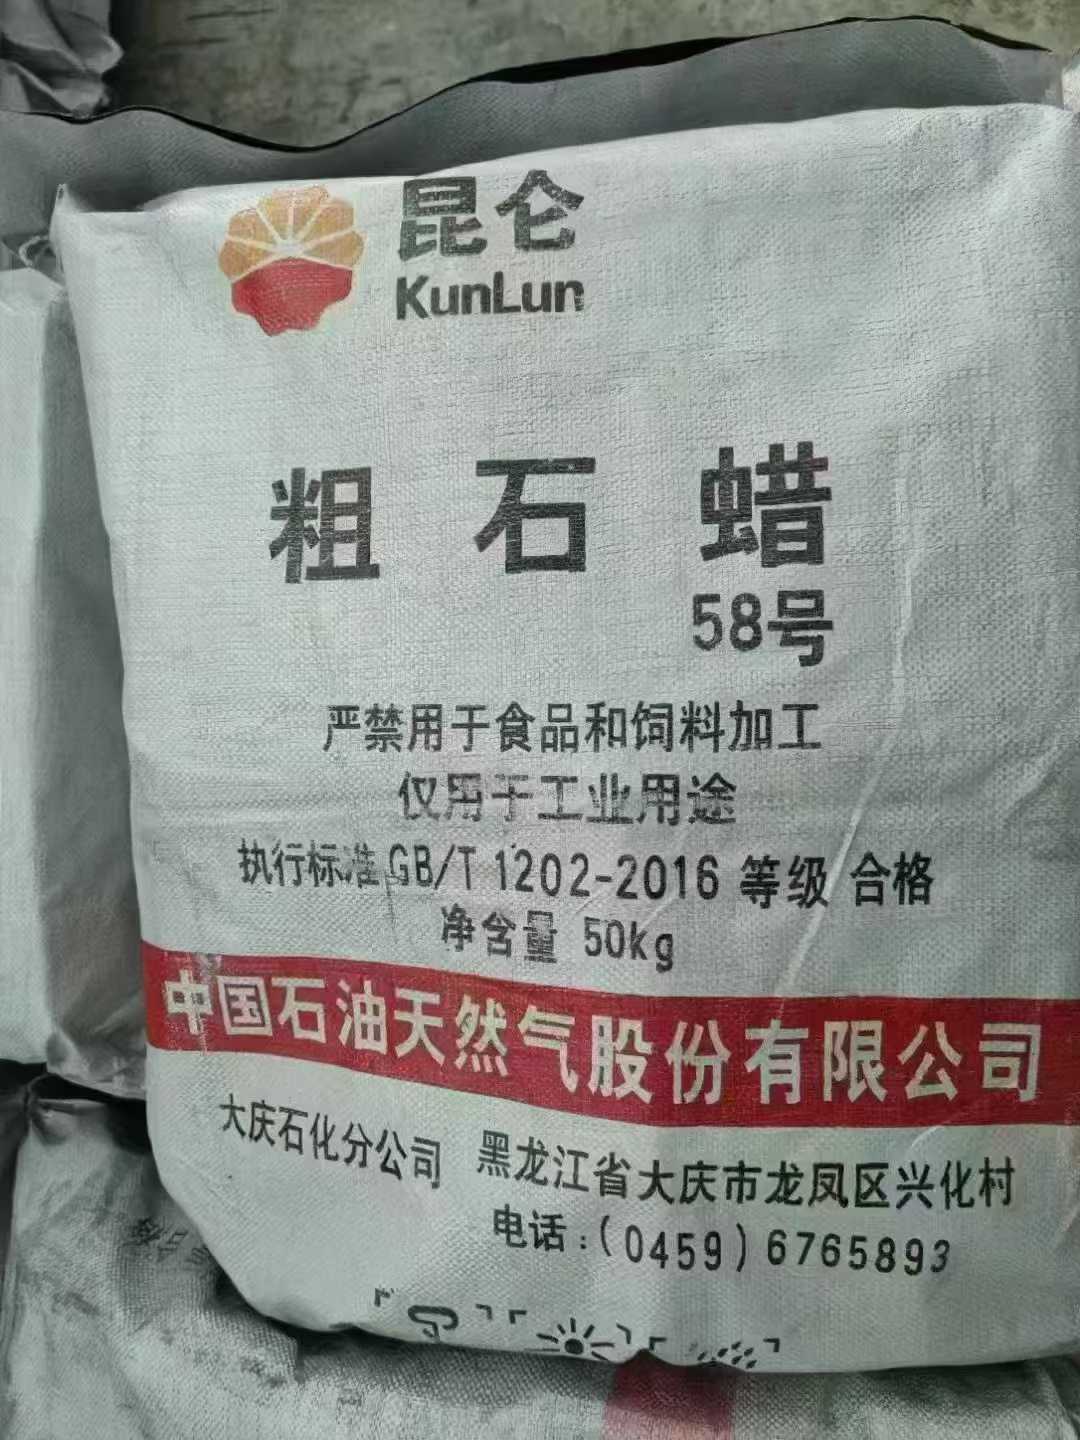 昆仑
KunLun
粗石蜡
58号
严禁用于食品和饲料加工
仅用于工业用途
执行标准 GB/T 1202-2016 等级 合格
净含量 50kg
中国石油天然气股份有限公司
大庆石化分公司 黑龙江省大庆市龙凤区兴化村
电话:(0459)6765893